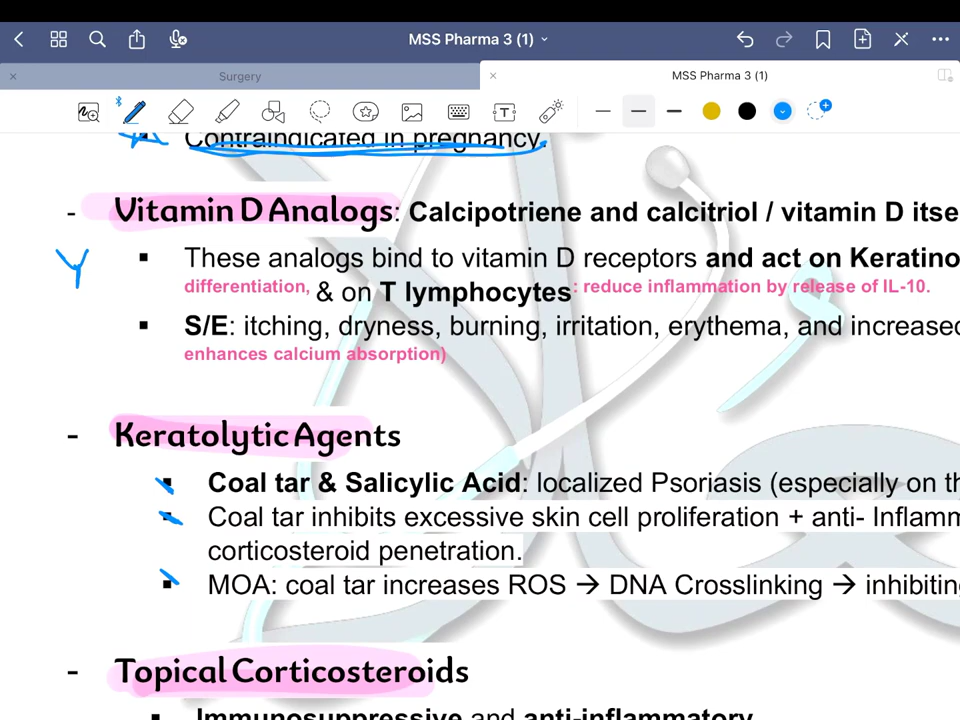 MSS Pharma 3 (1)
Surgery
MSS Pharma 3 (1)
Contraindicated in pregnancy.
- Vitamin D Analogs: Calcipotriene and calcitriol / vitamin D itse
▪ These analogs bind to vitamin D receptors and act on Keratino
differentiation, & on T lymphocytes: reduce inflammation by release of IL-10.
▪ S/E: itching, dryness, burning, irritation, erythema, and increased
enhances calcium absorption)
- Keratolytic Agents
▪ Coal tar & Salicylic Acid: localized Psoriasis (especially on th
▪ Coal tar inhibits excessive skin cell proliferation + anti- Inflamm
corticosteroid penetration.
▪ MOA: coal tar increases ROS → DNA Crosslinking → inhibiting
- Topical Corticosteroids
▪ Immunosuppressive and anti-inflammatory